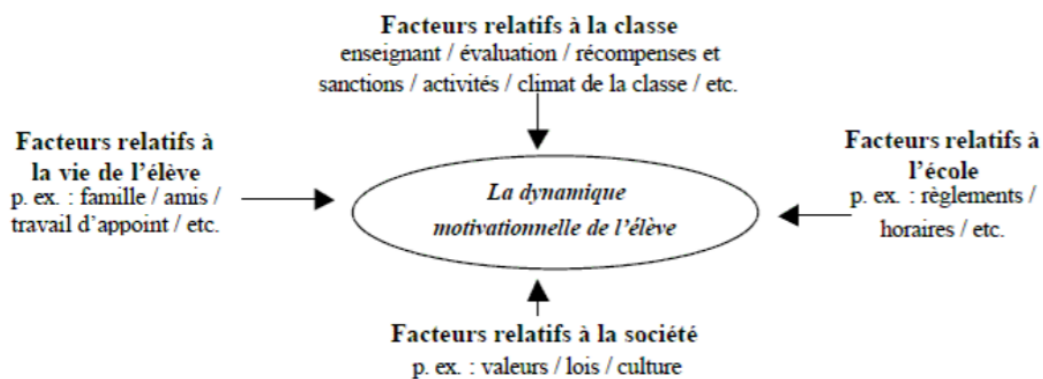 Facteurs relatifs à la classe
enseignant / évaluation / récompenses et
sanctions / activités / climat de la classe / etc.
Facteurs relatifs à
la vie de l'élève
p. ex. : famille / amis /
travail d'appoint / etc.
La dynamique
motivationnelle de l'élève
Facteurs relatifs à
l'école
p. ex. : règlements /
horaires / etc.
Facteurs relatifs à la société
p. ex. : valeurs / lois / culture